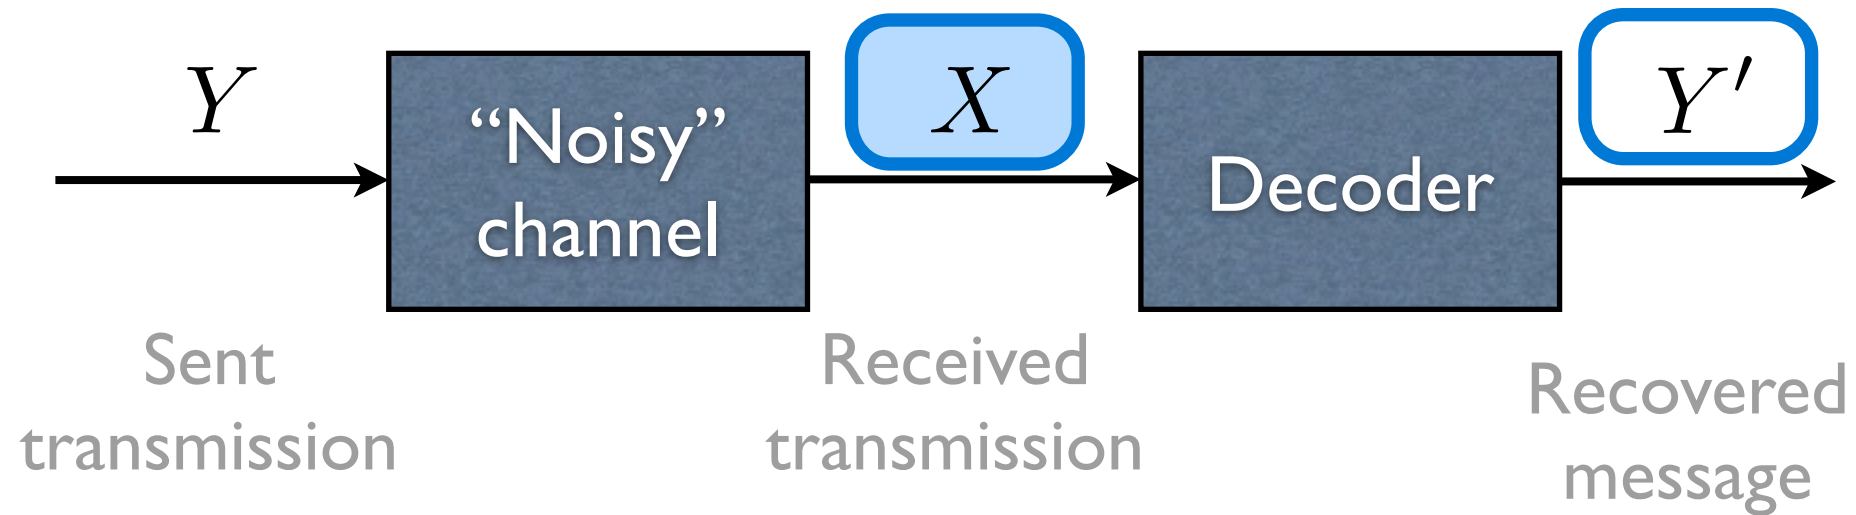 Y
“Noisy”
channel
X
Decoder
Y′
Sent
transmission
Received
transmission
Recovered
message